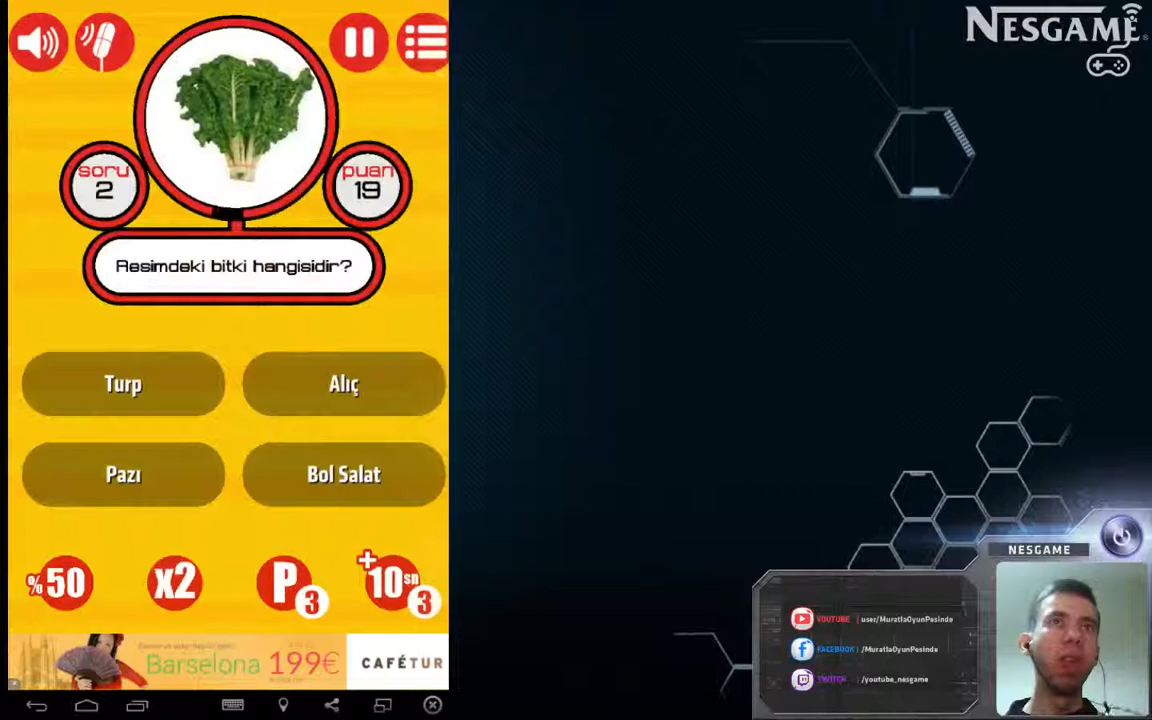 NESGAME
soru
2
puan
19
Resimdeki bitki hangisidir?
Turp
Alıç
Pazı
Bol Salat
%50
x2
P
3
+10sn
3
Barselona 199€
CAFÉTUR
NESGAME
YOUTUBE | user/MuratlaOyunPesinde
FACEBOOK | /MuratlaOyunPesinde
TWITCH | /youtube_nesgame